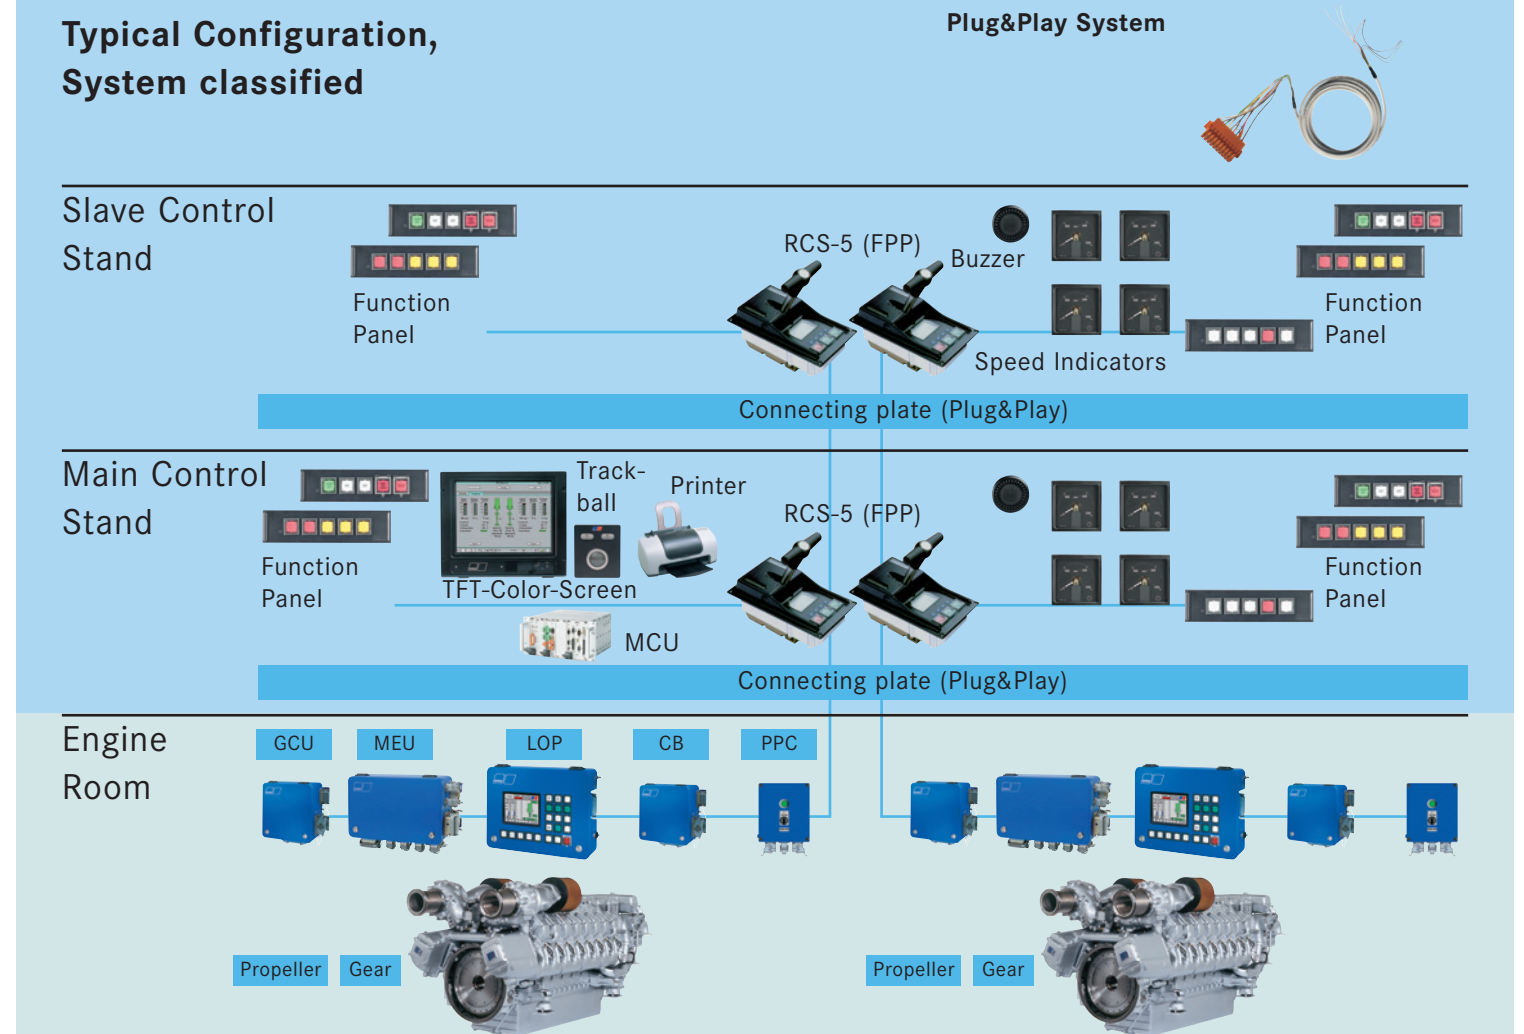 Typical Configuration,
System classified
Plug&Play System
Slave Control
Stand
Function
Panel
RCS-5 (FPP)
Buzzer
Speed Indicators
Function
Panel
Connecting plate (Plug&Play)
Main Control
Stand
Function
Panel
Track-
ball
Printer
TFT-Color-Screen
MCU
RCS-5 (FPP)
Function
Panel
Connecting plate (Plug&Play)
Engine
Room
GCU
MEU
LOP
CB
PPC
Propeller
Gear
Propeller
Gear